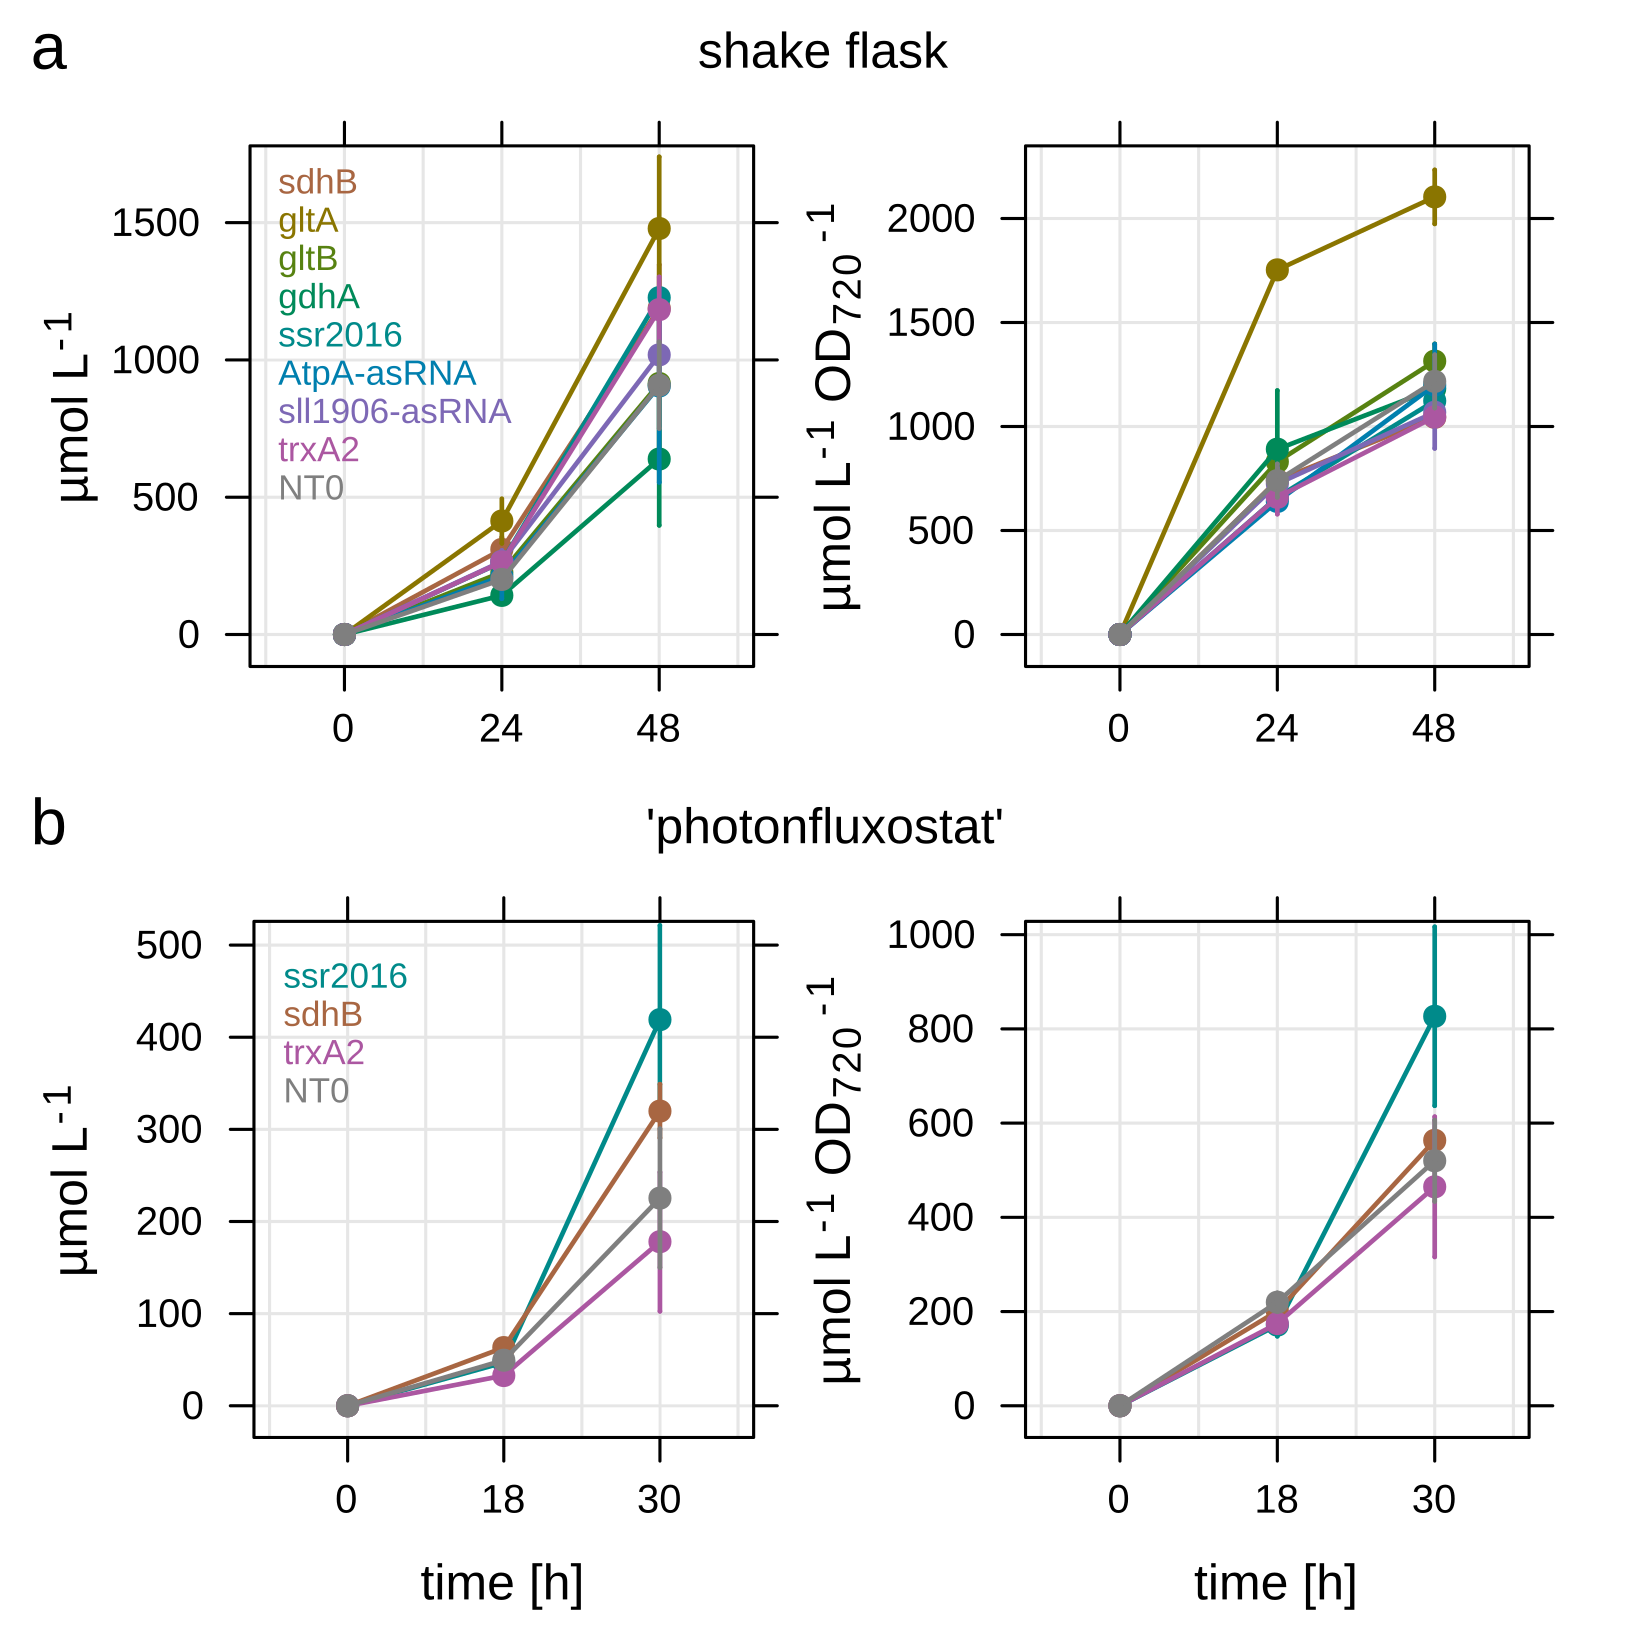 a
shake flask
µmol L-1
1500
1000
500
0
sdhB
gltA
gltB
gdhA
ssr2016
AtpA-asRNA
sll1906-asRNA
trxA2
NT0
0 24 48
µmol L-1 OD720-1
2000
1500
1000
500
0
0 24 48
b
'photonfluxostat'
µmol L-1
500
400
300
200
100
0
ssr2016
sdhB
trxA2
NT0
0 18 30
time [h]
µmol L-1 OD720-1
1000
800
600
400
200
0
0 18 30
time [h]